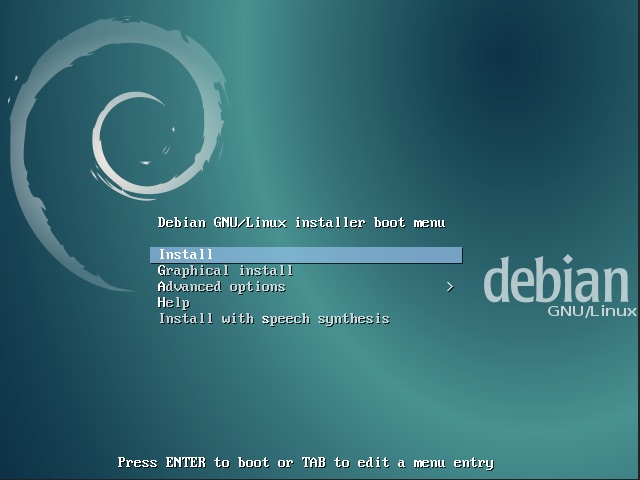 Debian GNU/Linux installer boot menu
Install
Graphical install
Advanced options >
Help
Install with speech synthesis
debian
GNU/Linux
Press ENTER to boot or TAB to edit a menu entry